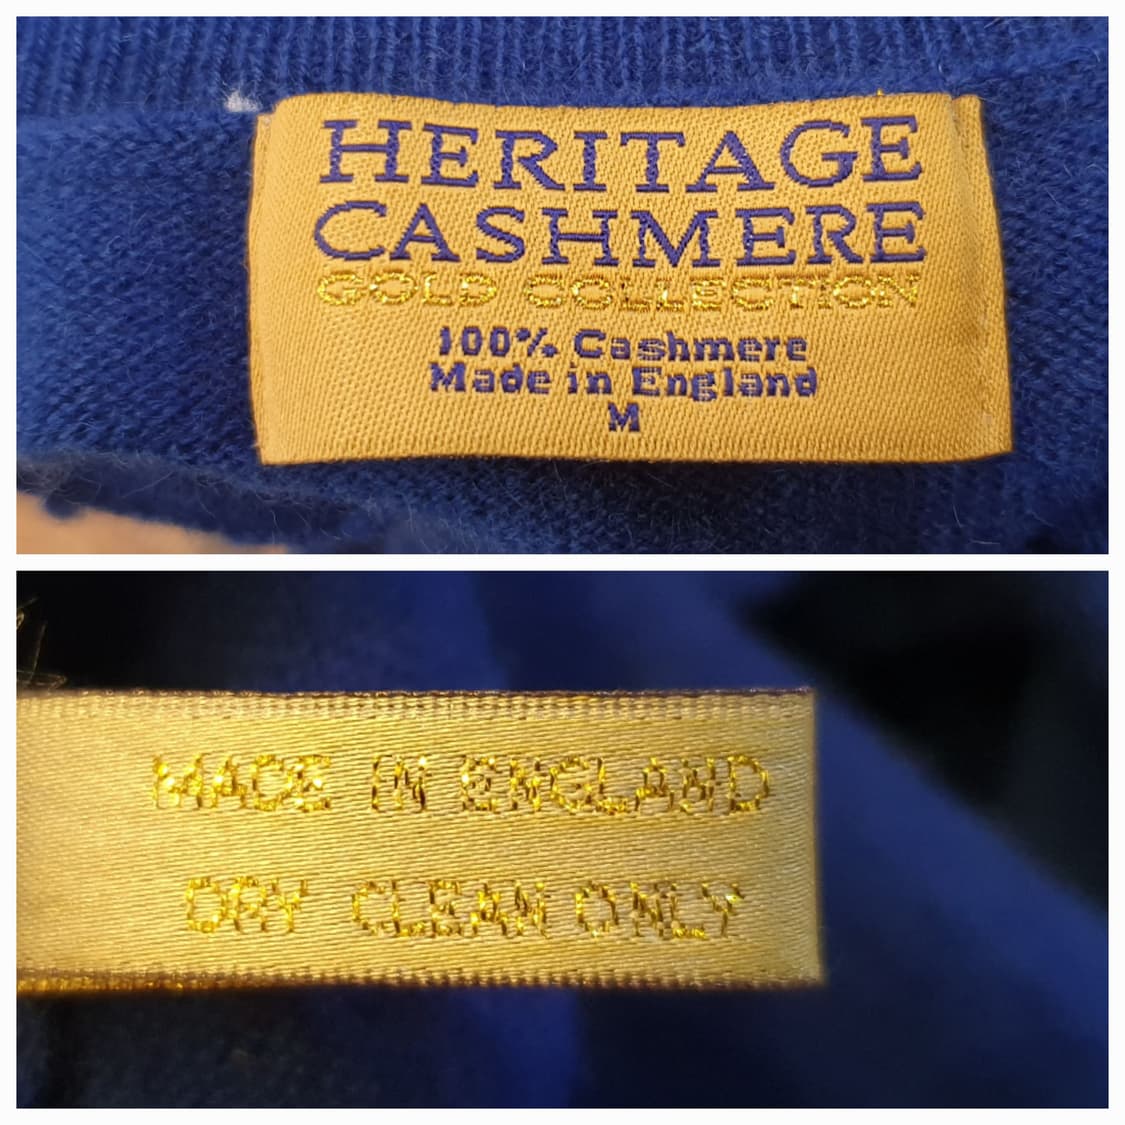 HERITAGE
CASHMERE
GOLD COLLECTION
100% Cashmere
Made in England
M
MADE IN ENGLAND
DRY CLEAN ONLY